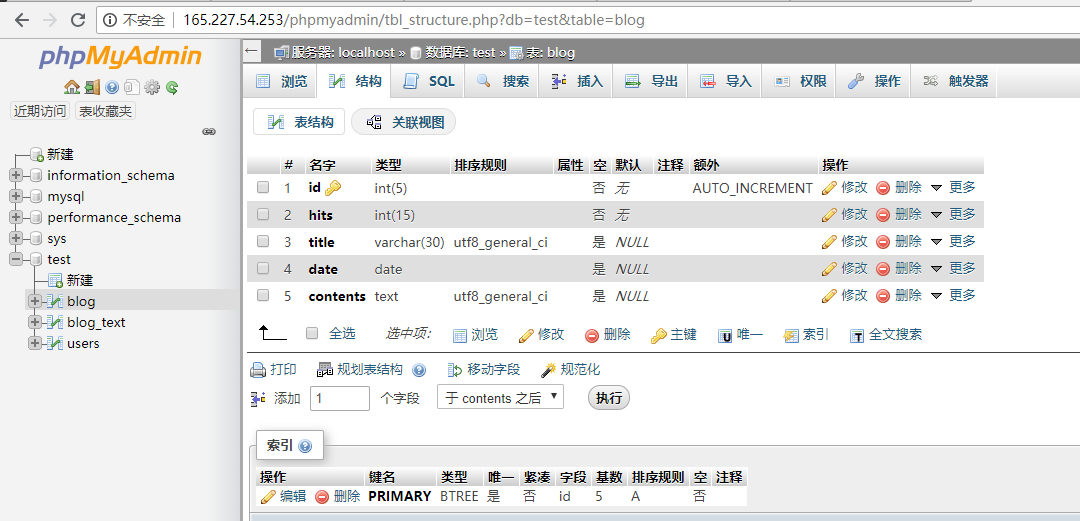 不安全 165.227.54.253/phpmyadmin/tbl_structure.php?db=test&table=blog
phpMyAdmin
近期访问 表收藏夹
新建
information_schema
mysql
performance_schema
sys
test
新建
blog
blog_text
users
服务器: localhost » 数据库: test » 表: blog
浏览 结构 SQL 搜索 插入 导出 导入 权限 操作 触发器
表结构 关联视图
# 名字 类型 排序规则 属性 空 默认 注释 额外 操作
1 id int(5) 否 无 AUTO_INCREMENT 修改 删除 更多
2 hits int(15) 否 无 修改 删除 更多
3 title varchar(30) utf8_general_ci 是 NULL 修改 删除 更多
4 date date 是 NULL 修改 删除 更多
5 contents text utf8_general_ci 是 NULL 修改 删除 更多
全选 选中项: 浏览 修改 删除 主键 唯一 索引 全文搜索
打印 规划表结构 移动字段 规范化
添加 1 个字段 于 contents 之后 执行
索引
操作 键名 类型 唯一 紧凑 字段 基数 排序规则 空 注释
编辑 删除 PRIMARY BTREE 是 否 id 5 A 否